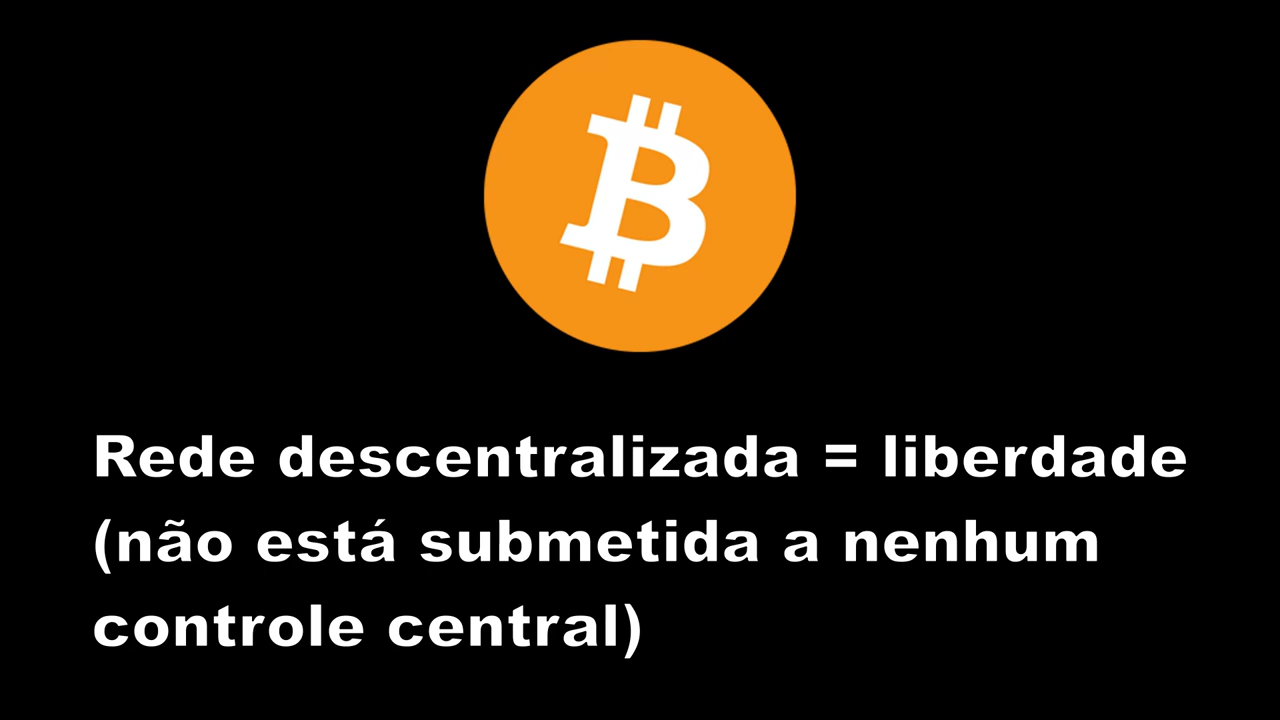 Rede descentralizada = liberdade
(não está submetida a nenhum
controle central)